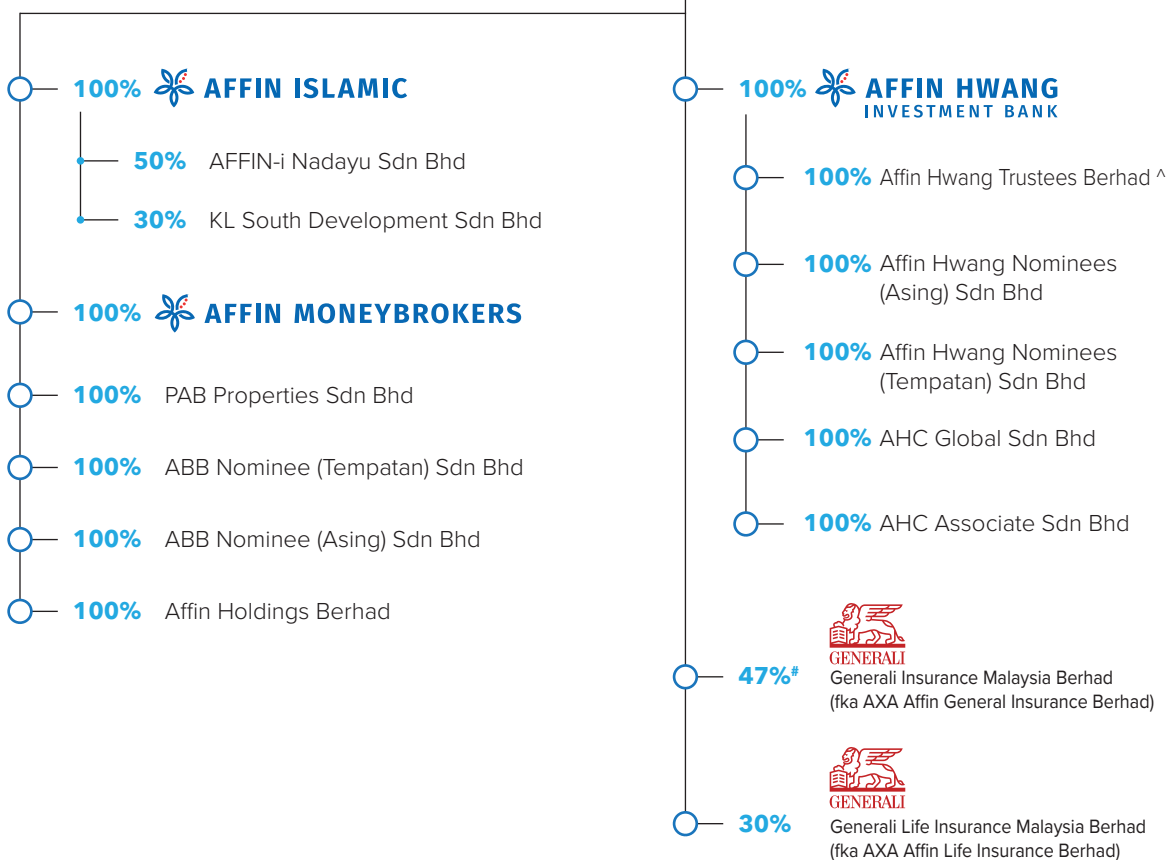 100% AFFIN ISLAMIC
50% AFFIN-i Nadayu Sdn Bhd
30% KL South Development Sdn Bhd
100% AFFIN MONEYBROKERS
100% PAB Properties Sdn Bhd
100% ABB Nominee (Tempatan) Sdn Bhd
100% ABB Nominee (Asing) Sdn Bhd
100% Affin Holdings Berhad
100% AFFIN HWANG
INVESTMENT BANK
100% Affin Hwang Trustees Berhad ^
100% Affin Hwang Nominees
(Asing) Sdn Bhd
100% Affin Hwang Nominees
(Tempatan) Sdn Bhd
100% AHC Global Sdn Bhd
100% AHC Associate Sdn Bhd
GENERALI
47%# Generali Insurance Malaysia Berhad
(fka AXA Affin General Insurance Berhad)
GENERALI
30% Generali Life Insurance Malaysia Berhad
(fka AXA Affin Life Insurance Berhad)